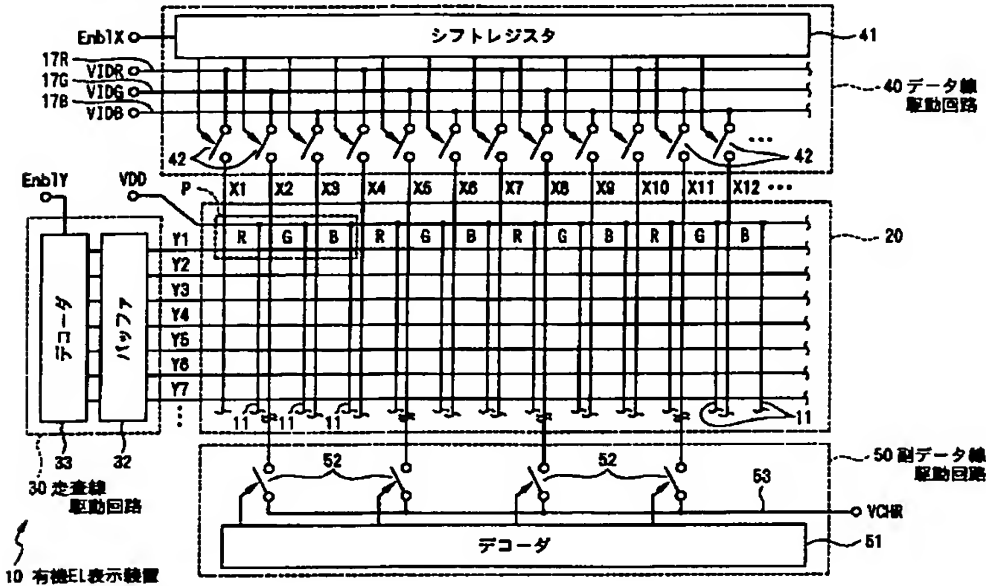 EnblX
シフトレジスタ
41
17R
VIDR
17G
VIDG
17B
VIDB
40 データ線
駆動回路
42
42
EnblY
VDD
P
X1 X2 X3 X4 X5 X6 X7 X8 X9 X10 X11 X12 •••
20
R G B R G B R G B R G B
Y1
Y2
Y3
Y4
Y5
Y6
Y7
デコーダ
バッファ
11 11 11 11
33 32
30 走査線
駆動回路
52 52
50 副データ線
駆動回路
53
VCHR
デコーダ
51
10 有機EL表示装置